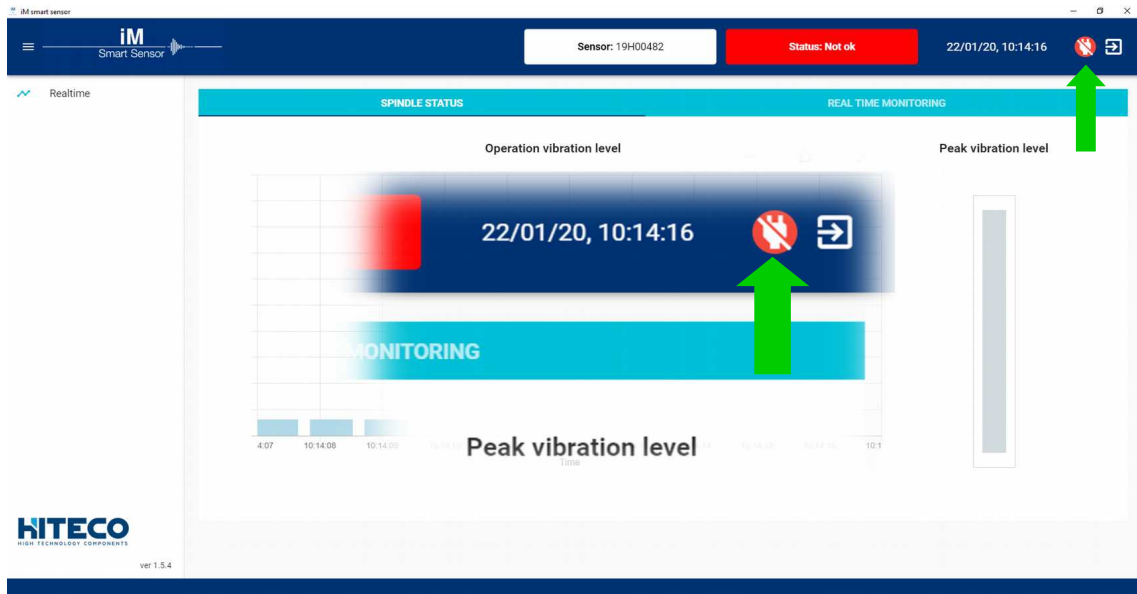 iM smart sensor
iM
Smart Sensor
Sensor: 19H00482
Status: Not ok
22/01/20, 10:14:16
Realtime
SPINDLE STATUS
REAL TIME MONITORING
Operation vibration level
Peak vibration level
22/01/20, 10:14:16
MONITORING
4:07
10:14:08
10:14:09
10:1
Peak vibration level
Time
HITECO
HIGH TECHNOLOGY COMPONENTS
ver 1.5.4